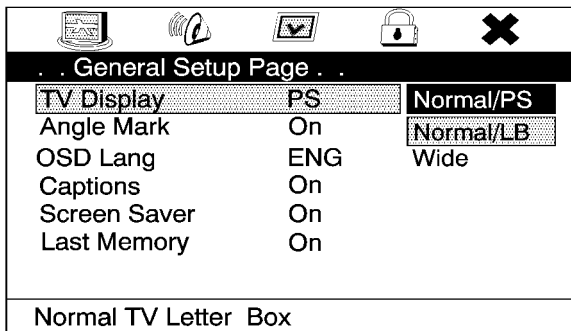 . . General Setup Page . .
TV Display PS Normal/PS
Angle Mark On Normal/LB
OSD Lang ENG Wide
Captions On
Screen Saver On
Last Memory On
Normal TV Letter Box